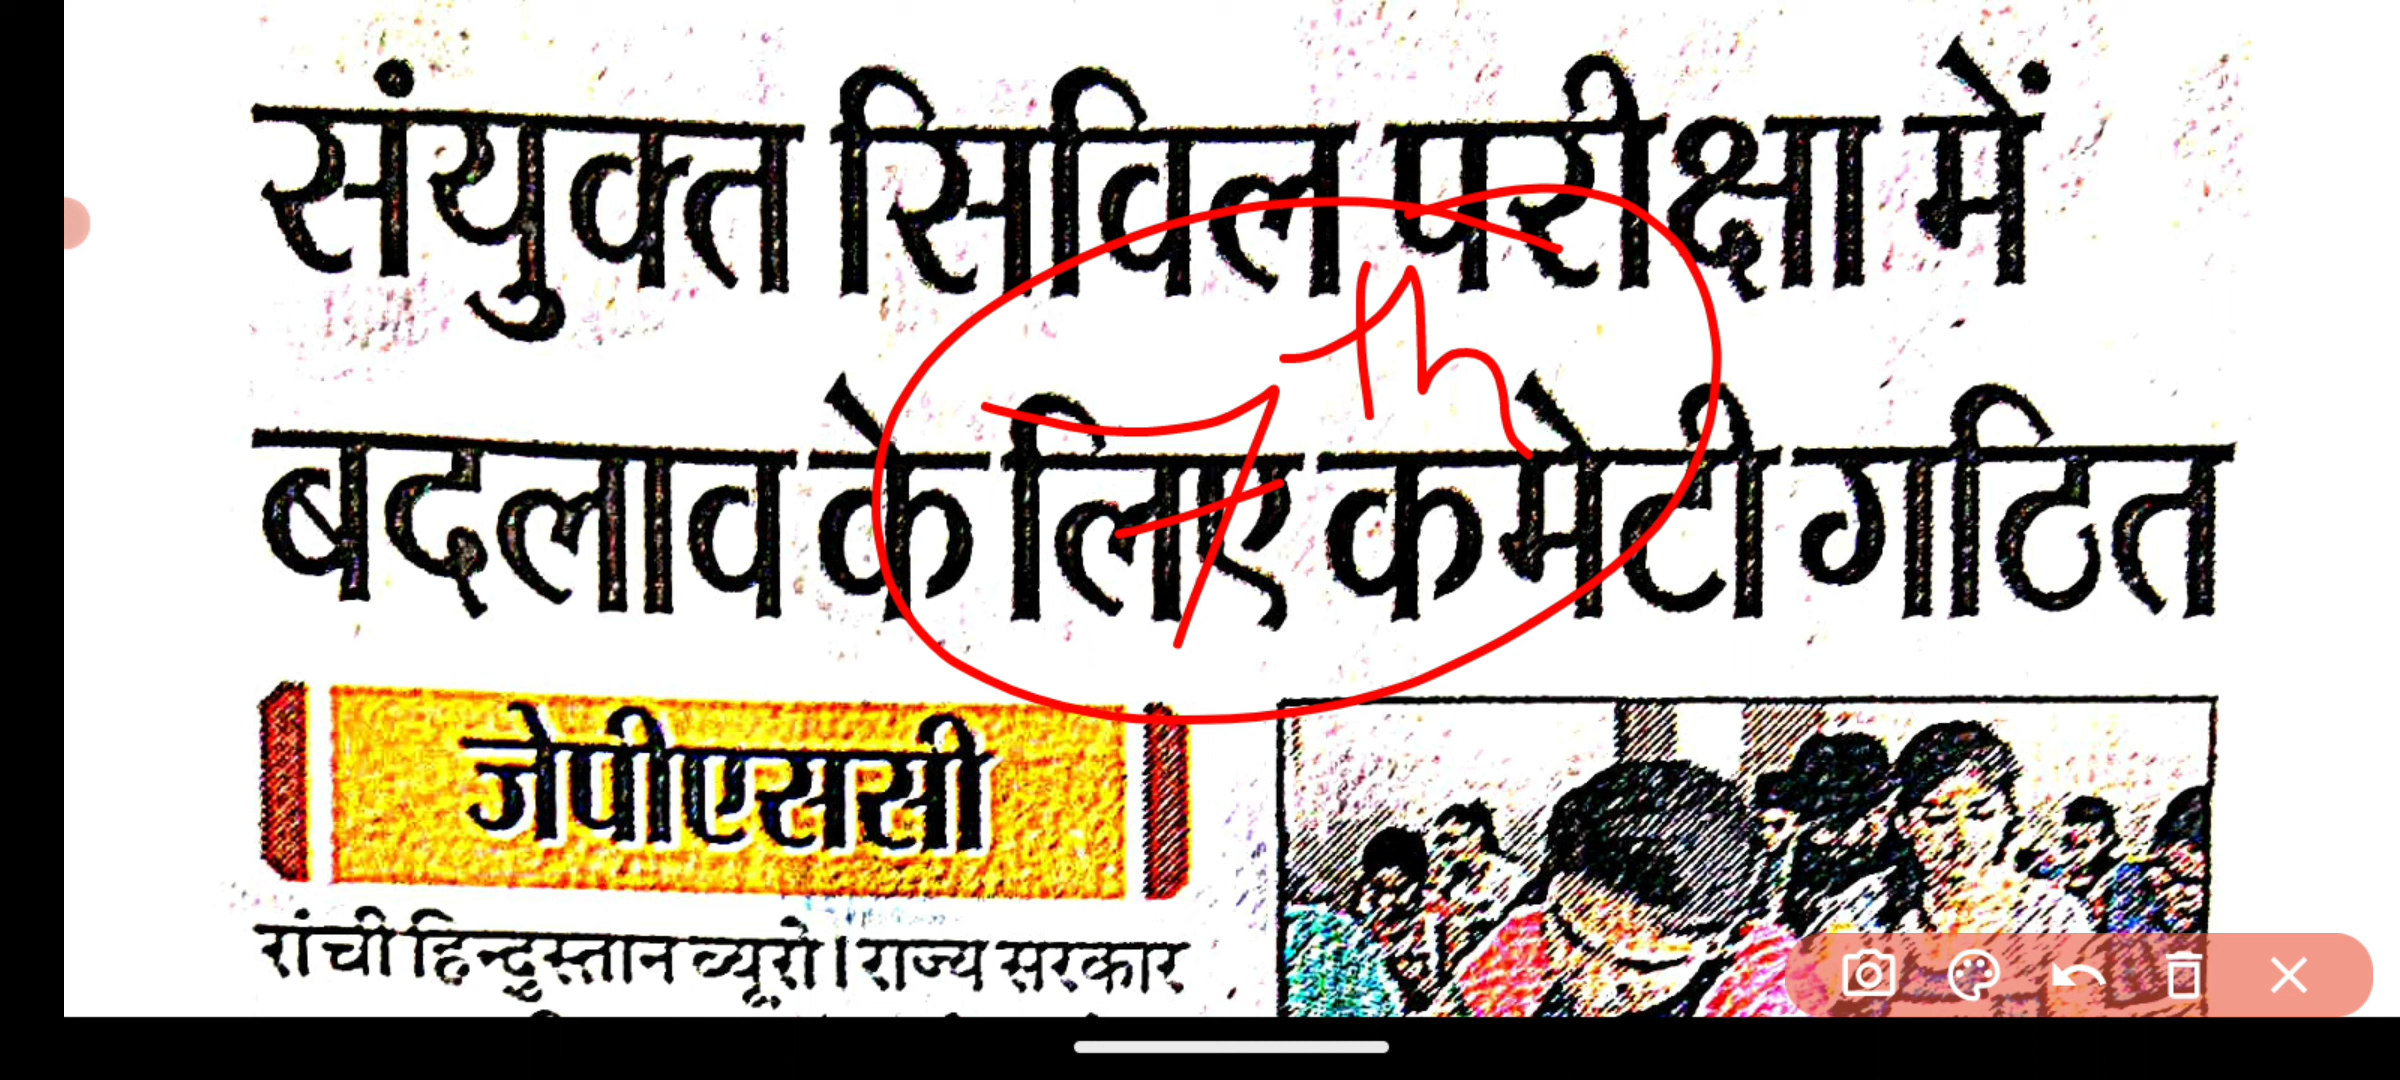 संयुक्त सिविल परीक्षा में
7th
बदलाव के लिए कमेटी गठित
जेपीएससी
रांची हिन्दुस्तान ब्यूरो। राज्य सरकार